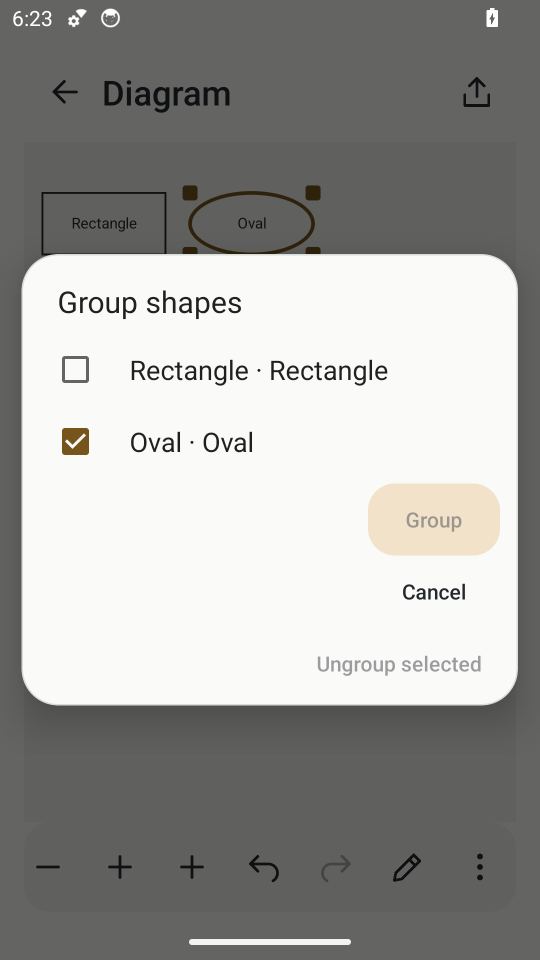 6:23
Diagram
Rectangle
Oval
Group shapes
Rectangle · Rectangle
Oval · Oval
Group
Cancel
Ungroup selected